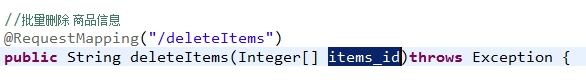 //批量删除 商品信息
@RequestMapping("/deleteItems")
public String deleteItems(Integer[] items_id)throws Exception {